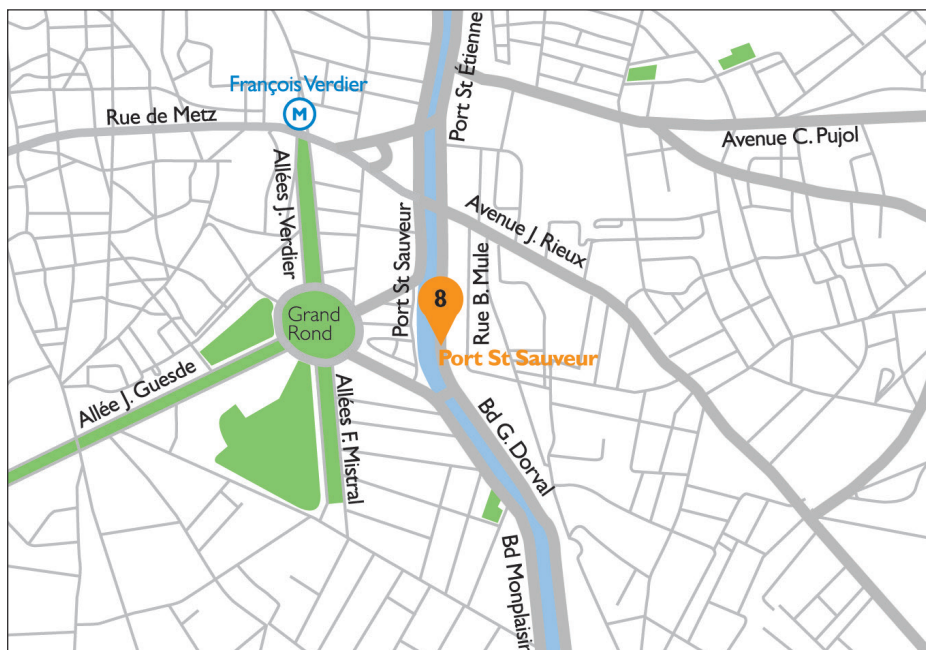 François Verdier
M
Rue de Metz
Port St Étienne
Avenue C. Pujol
Allées J. Verdier
Avenue J. Rieux
Port St Sauveur
Rue B. Mule
8
Grand
Rond
Port St Sauveur
Allée J. Guesde
Allées F. Mistral
Bd G. Dorval
Bd Monplaisir